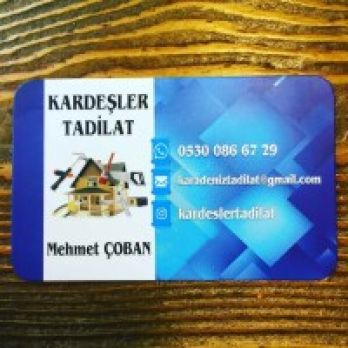 KARDEŞLER
TADİLAT
Mehmet ÇOBAN
0530 086 67 29
karadeniztadilat@gmail.com
kardeslertadilat